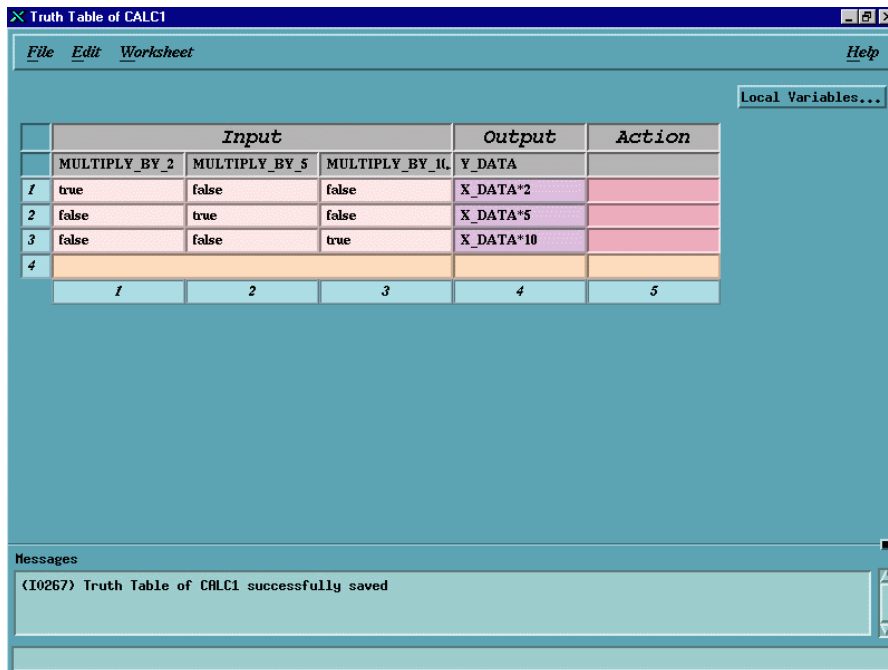 Truth Table of CALC1
File Edit Worksheet Help
Local Variables...
Input Output Action
MULTIPLY_BY_2 MULTIPLY_BY_5 MULTIPLY_BY_10 Y_DATA
1 true false false X_DATA*2
2 false true false X_DATA*5
3 false false true X_DATA*10
4
1 2 3 4 5
Messages
(I0267) Truth Table of CALC1 successfully saved